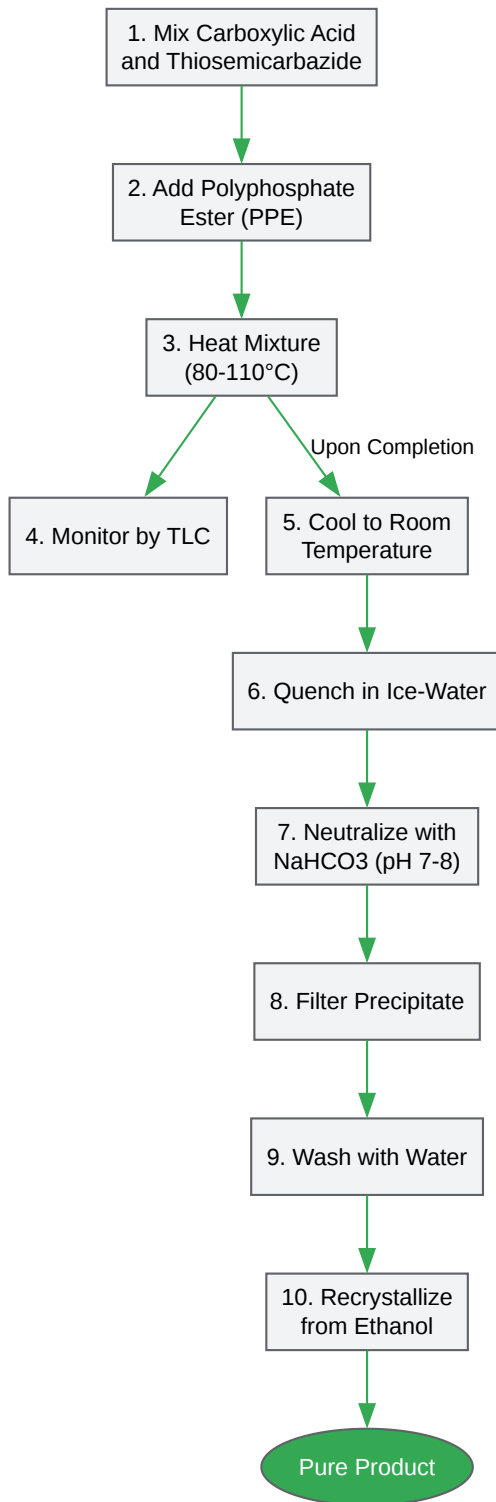 1. Mix Carboxylic Acid
and Thiosemicarbazide
2. Add Polyphosphate
Ester (PPE)
3. Heat Mixture
(80-110°C)
Upon Completion
4. Monitor by TLC
5. Cool to Room
Temperature
6. Quench in Ice-Water
7. Neutralize with
NaHCO3 (pH 7-8)
8. Filter Precipitate
9. Wash with Water
10. Recrystallize
from Ethanol
Pure Product